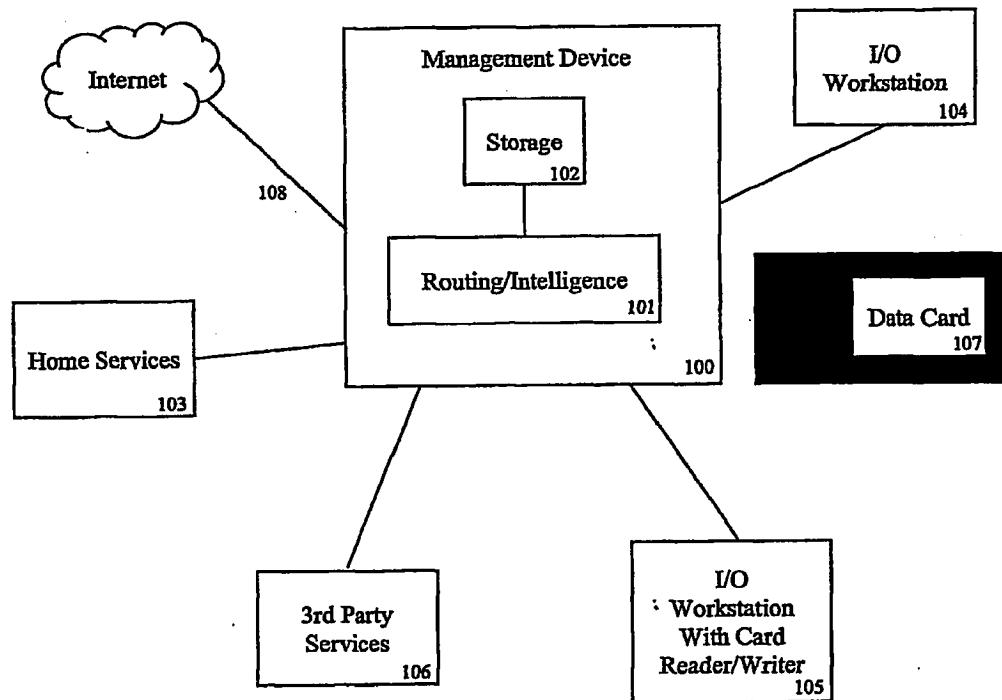 Internet
Management Device
I/O
Workstation
104
Storage
102
108
Routing/Intelligence
101
Data Card
107
Home Services
103
100
3rd Party
Services
106
I/O
Workstation
With Card
Reader/Writer
105